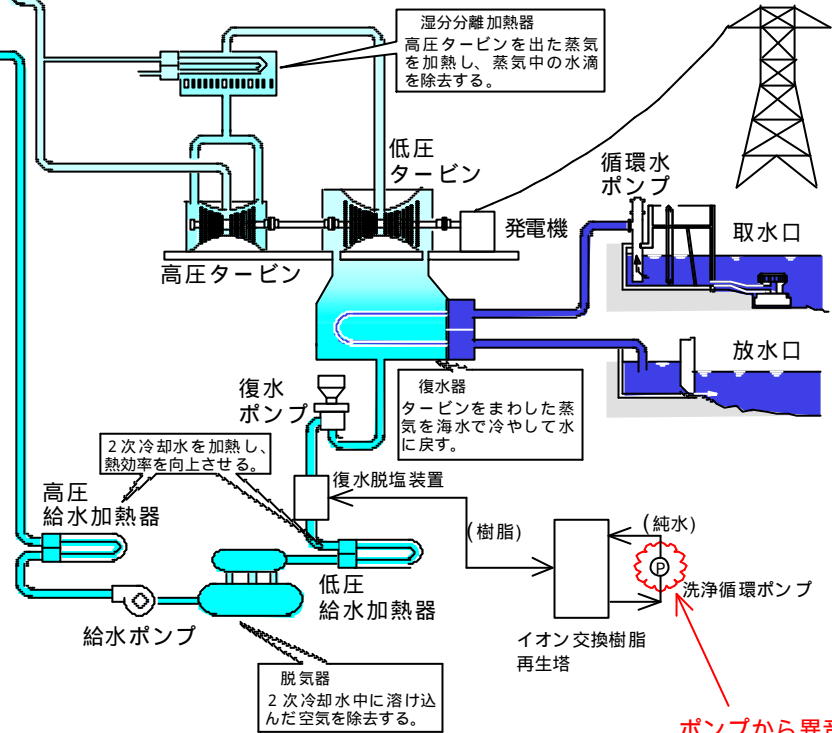 湿分分離加熱器
高圧タービンを出た蒸気
を加熱し、蒸気中の水滴
を除去する。
低圧
タービン
循環水
ポンプ
発電機
取水口
高圧タービン
放水口
復水
ポンプ
復水器
タービンをまわした蒸
気を海水で冷やして水
に戻す。
2次冷却水を加熱し、
熱効率を向上させる。
復水脱塩装置
高圧
給水加熱器
(樹脂)
(純水)
P
洗浄循環ポンプ
低圧
給水加熱器
給水ポンプ
イオン交換樹脂
再生塔
脱気器
2次冷却水中に溶け込
んだ空気を除去する。
ポンプから異音